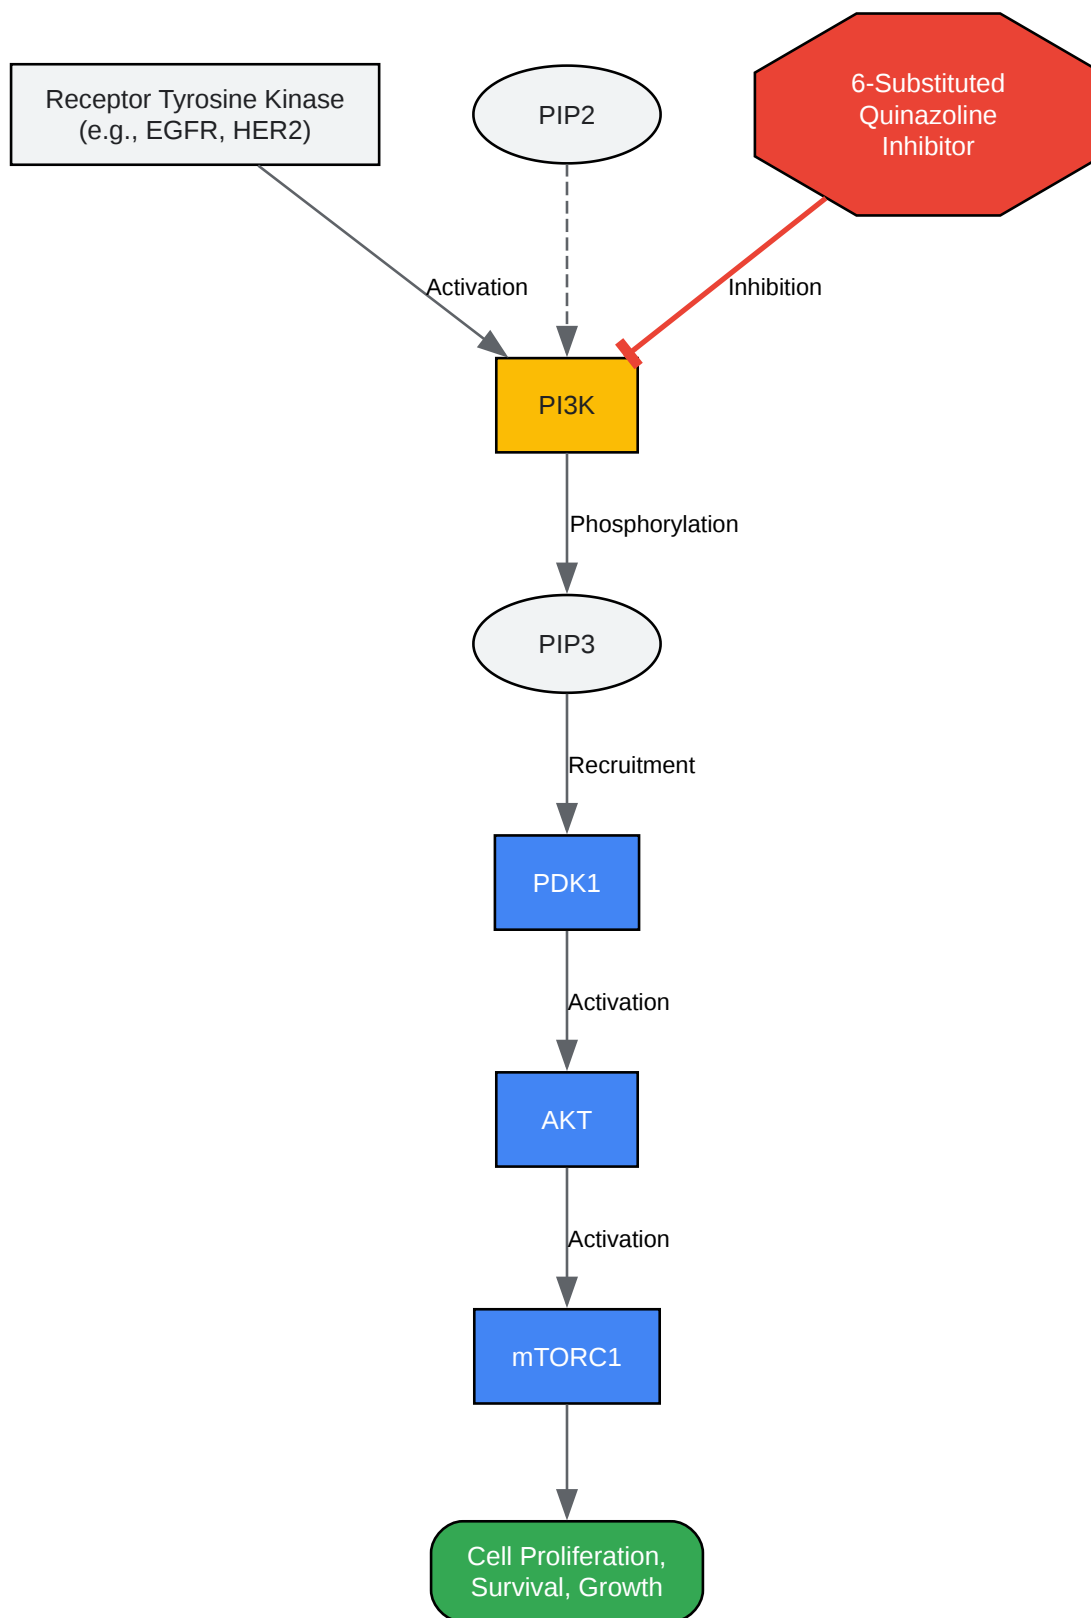 Receptor Tyrosine Kinase
(e.g., EGFR, HER2)
PIP2
6-Substituted
Quinazoline
Inhibitor
Activation
Inhibition
PI3K
Phosphorylation
PIP3
Recruitment
PDK1
Activation
AKT
Activation
mTORC1
Cell Proliferation,
Survival, Growth